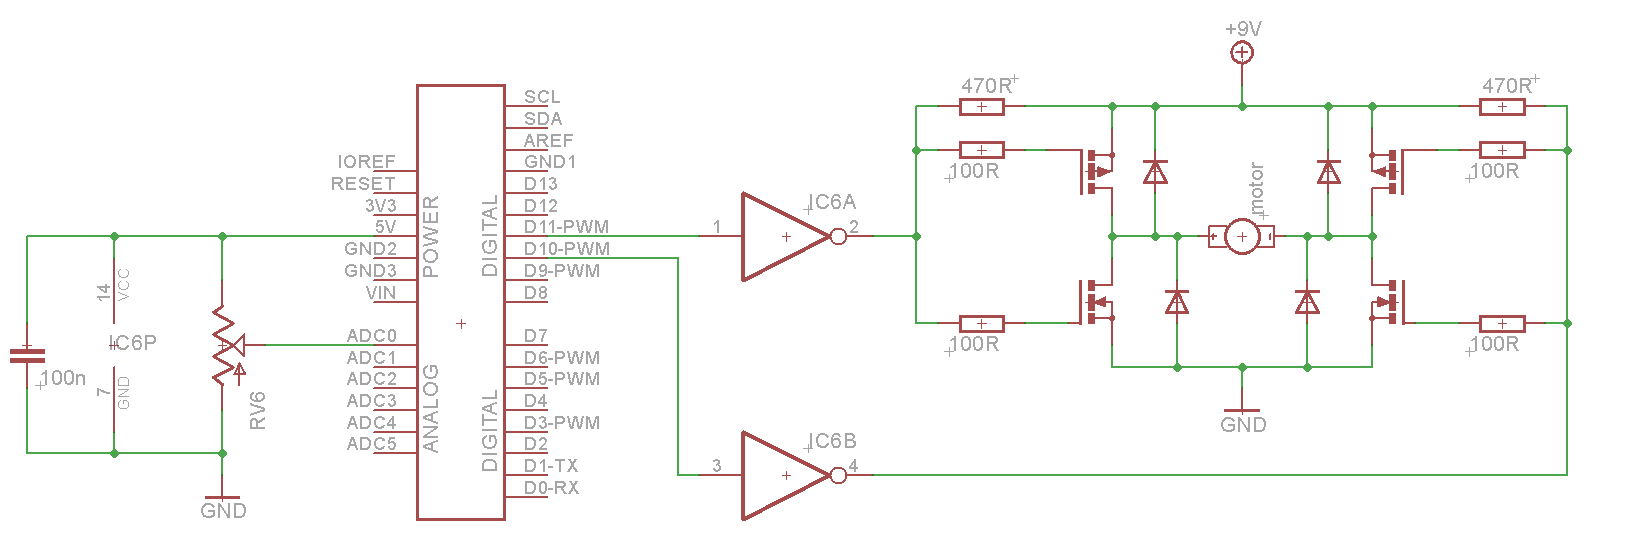 +9V
470R
470R
SCL
SDA
AREF
IOREF
GND1
100R
100R
RESET
D13
motor
3V3
D12
IC6A
5V
D11-PWM
1
2
GND2
D10-PWM
POWER
DIGITAL
GND3
D9-PWM
14
VCC
VIN
D8
IC6P
ADC0
D7
100R
100R
ADC1
D6-PWM
100n
ADC2
D5-PWM
7
GND
RV6
ADC3
D4
ANALOG
DIGITAL
GND
ADC4
D3-PWM
ADC5
D2
IC6B
D1-TX
3
4
D0-RX
GND